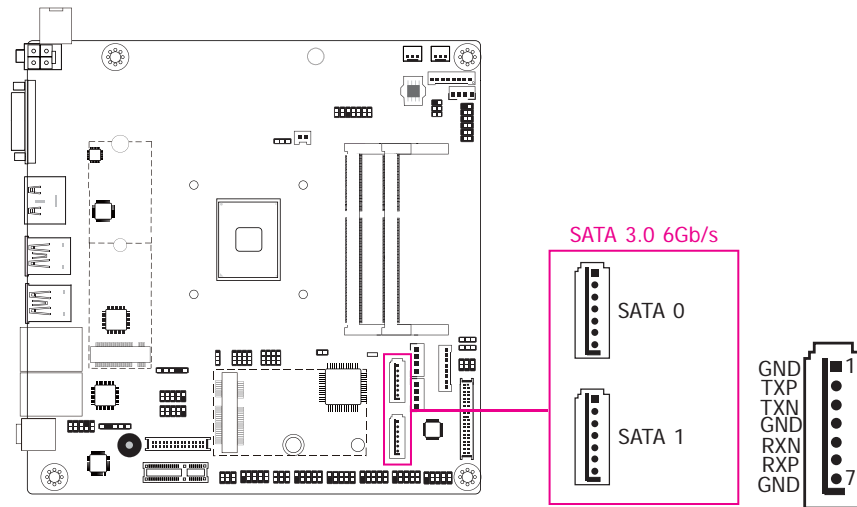 SATA 3.0 6Gb/s
SATA 0
SATA 1
GND 1
TXP
TXN
GND
RXN
RXP
GND 7